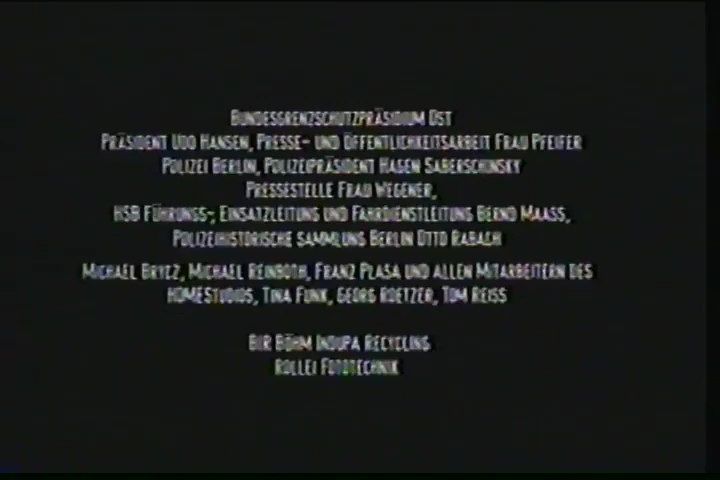 Bundesgrenzschutzpräsidium Ost
Präsident Udo Hansen, Presse- und Öffentlichkeitsarbeit Frau Pfeifer
Polizei Berlin, Polizeipräsident Hagen Saberschinsky
Pressestelle Frau Wegener,
HSB Führungs-, Einsatzleitung und Fahrdienstleitung Bernd Maass,
Polizeihistorische Sammlung Berlin Otto Rabach
Michael Brycz, Michael Reinboth, Franz Plasa und allen Mitarbeitern des
HOMEStudios, Tina Funk, Georg Roetzer, Tom Reiss
BIR Böhm Indupa Recycling
Rollei Fototechnik